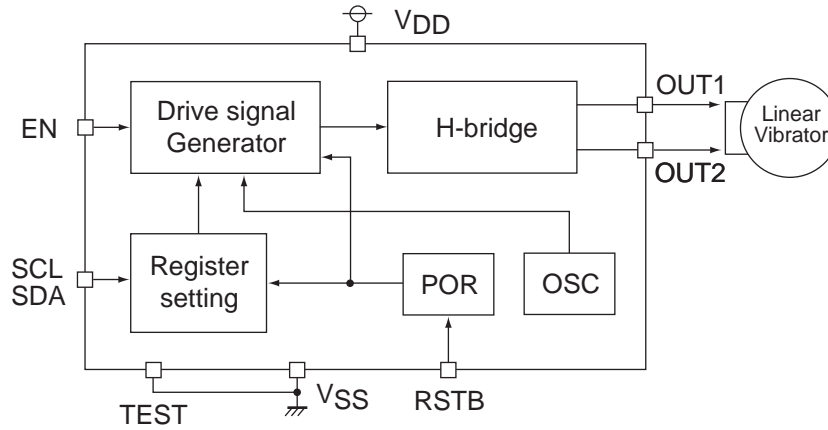 VDD
OUT1
EN
Drive signal
Generator
H-bridge
Linear
Vibrator
OUT2
SCL
SDA
Register
setting
POR
OSC
TEST
VSS
RSTB